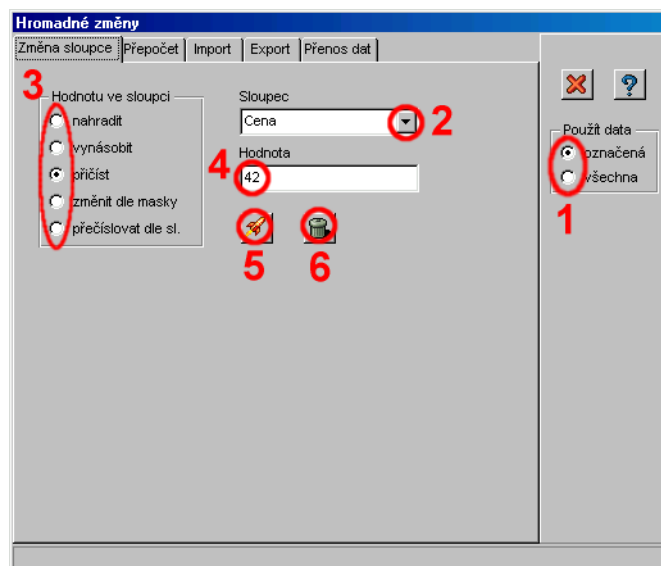 Hromadné změny
Změna sloupce Přepočet Import Export Přenos dat
3
Hodnotu ve sloupci
nahradit
vynásobit
přičíst
změnit dle masky
přečíslovat dle sl.
Sloupec
Cena
2
Hodnota
4
42
5
6
Použít data
označená
všechna
1